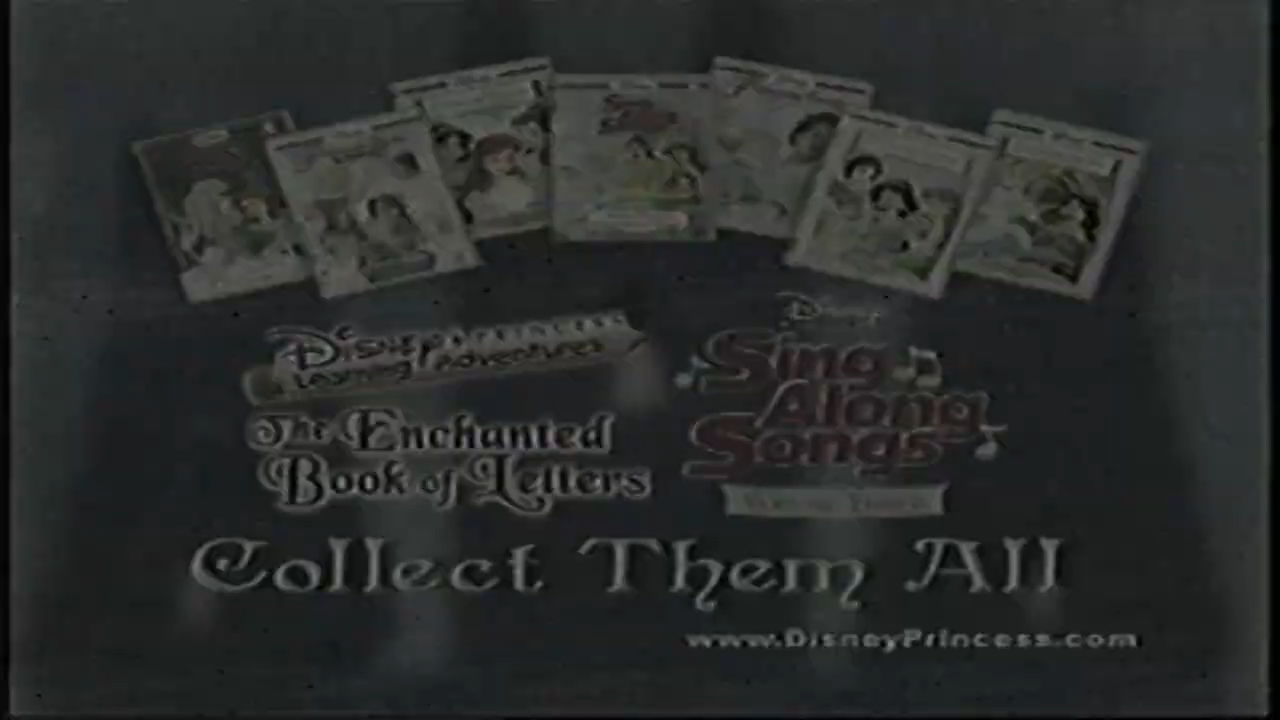 Disney PRINCESS
Learning Adventures
The Enchanted
Book of Letters
Disney
Sing
Along
Songs
Collect Them All
www.DisneyPrincess.com